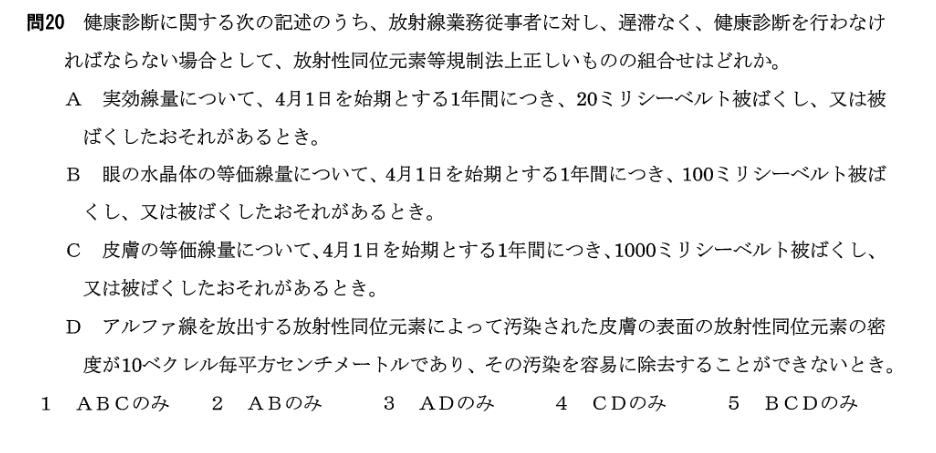 問20　健康診断に関する次の記述のうち、放射線業務従事者に対し、遅滞なく、健康診断を行わなけ
ればならない場合として、放射性同位元素等規制法上正しいものの組合せはどれか。
A　実効線量について、4月1日を始期とする1年間につき、20ミリシーベルト被ばくし、又は被
ばくしたおそれがあるとき。
B　眼の水晶体の等価線量について、4月1日を始期とする1年間につき、100ミリシーベルト被ば
くし、又は被ばくしたおそれがあるとき。
C　皮膚の等価線量について、4月1日を始期とする1年間につき、1000ミリシーベルト被ばくし、
又は被ばくしたおそれがあるとき。
D　アルファ線を放出する放射性同位元素によって汚染された皮膚の表面の放射性同位元素の密
度が10ベクレル毎平方センチメートルであり、その汚染を容易に除去することができないとき。
1　ABCのみ　2　ABのみ　3　ADのみ　4　CDのみ　5　BCDのみ